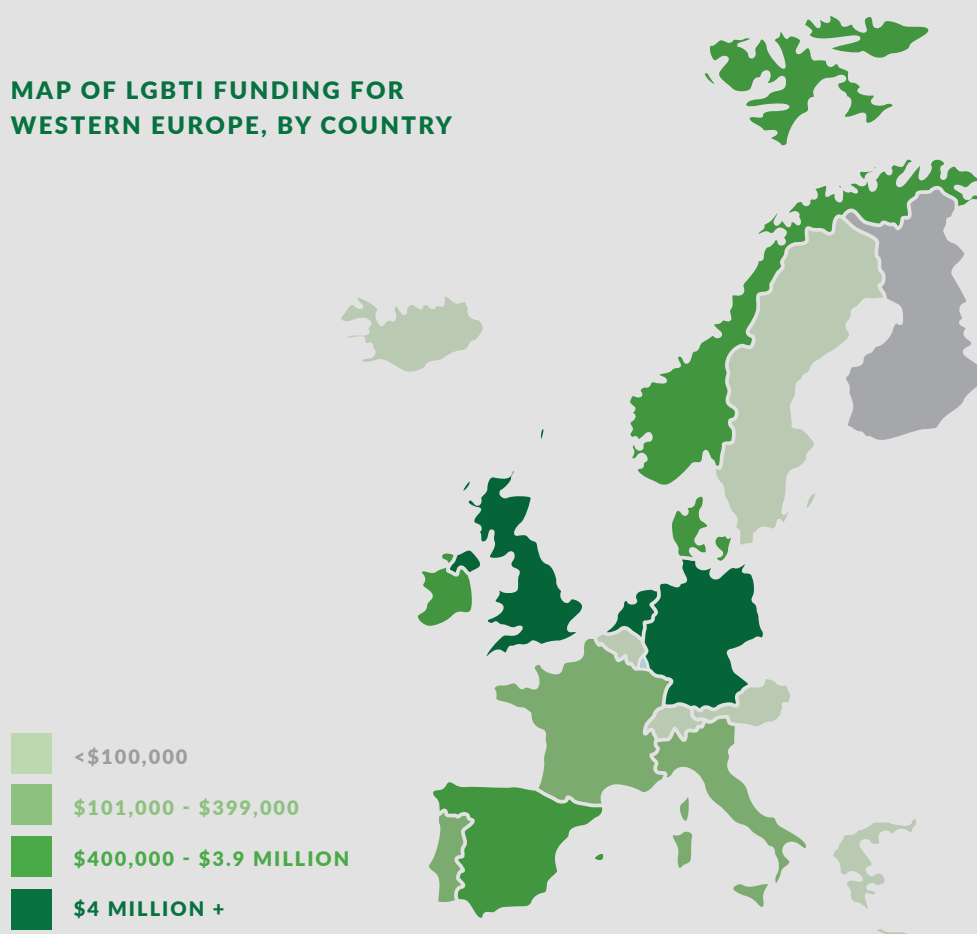 MAP OF LGBTI FUNDING FOR
WESTERN EUROPE, BY COUNTRY
<$100,000
$101,000 - $399,000
$400,000 - $3.9 MILLION
$4 MILLION +